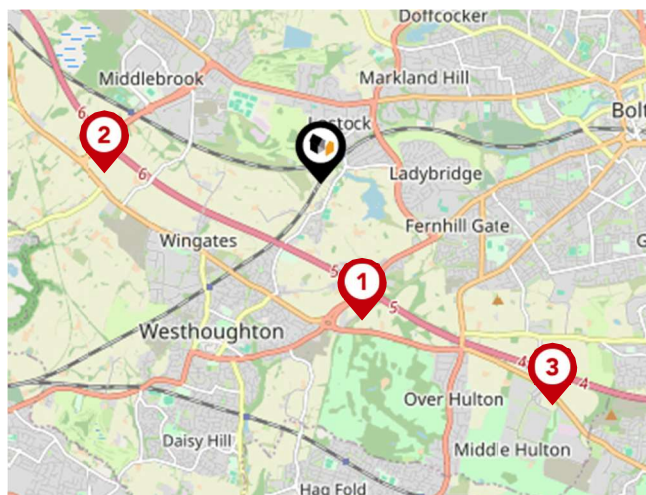 Doffcocker
Middlebrook
Markland Hill
6
Bolt
2
Lostock
6
Ladybridge
Wingates
Fernhill Gate
G
5
1
5
Westhoughton
4
3
4
Over Hulton
Daisy Hill
Middle Hulton
Hag Fold